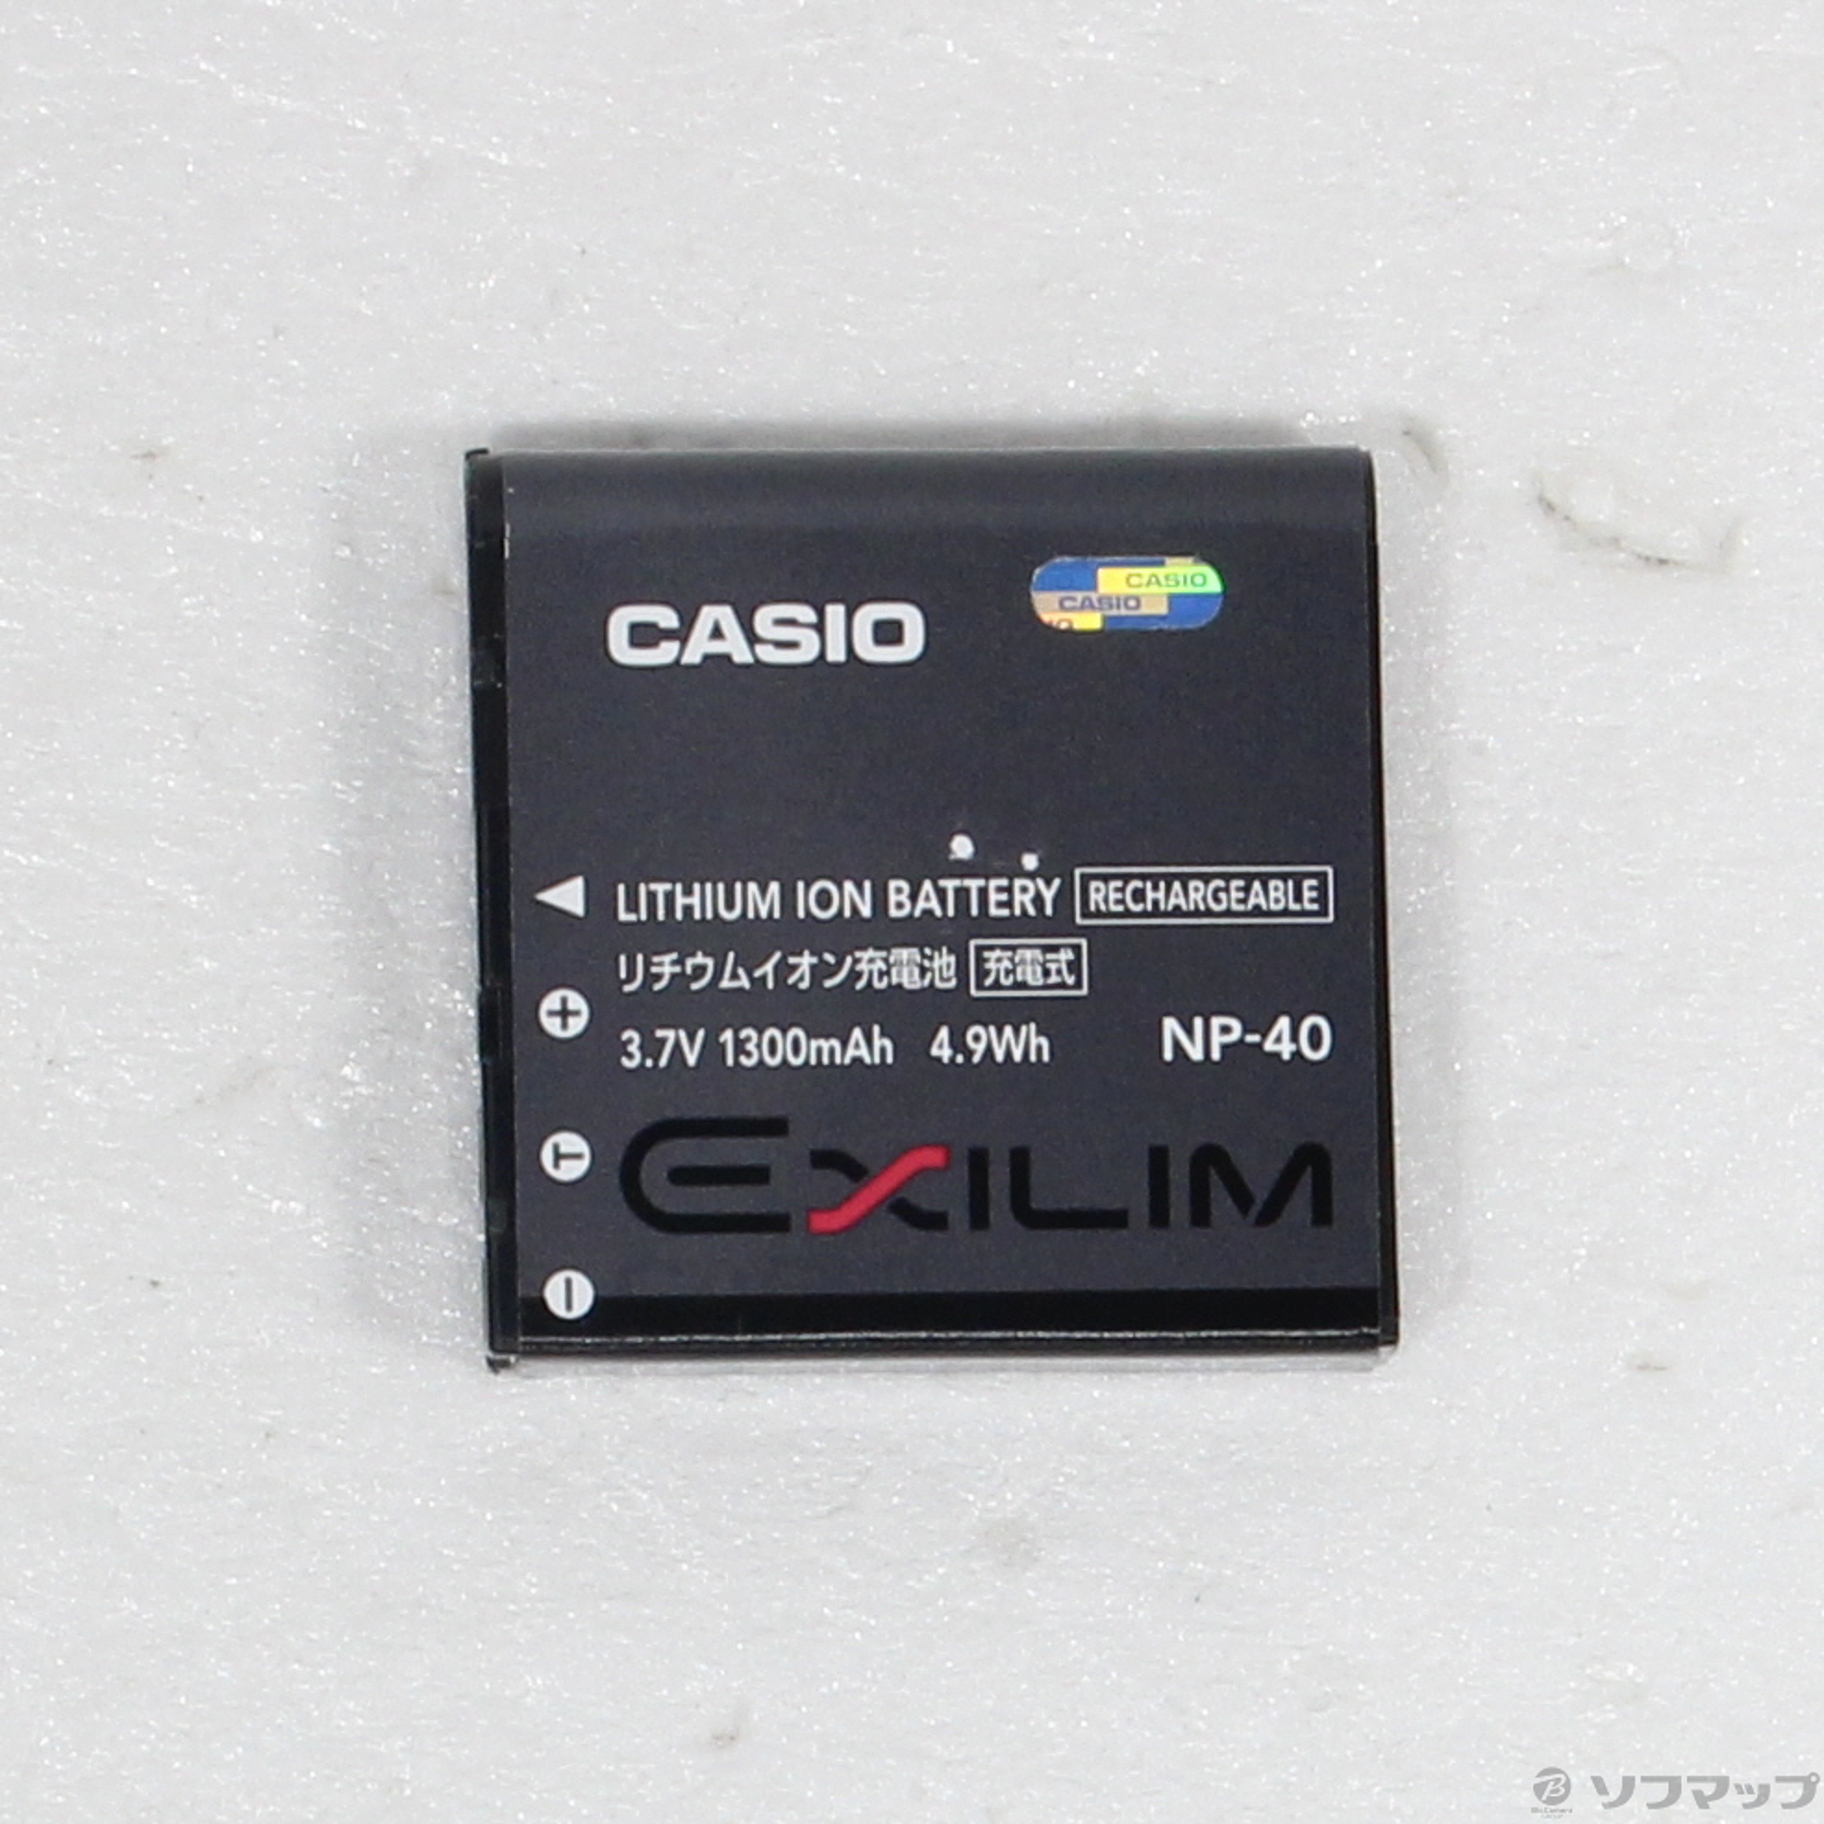 CASIO
CASIO
CASIO
LITHIUM ION BATTERY RECHARGEABLE
リチウムイオン充電池 充電式
3.7V 1300mAh 4.9Wh NP-40
+
T
−
EXILIM
B ソフマップ